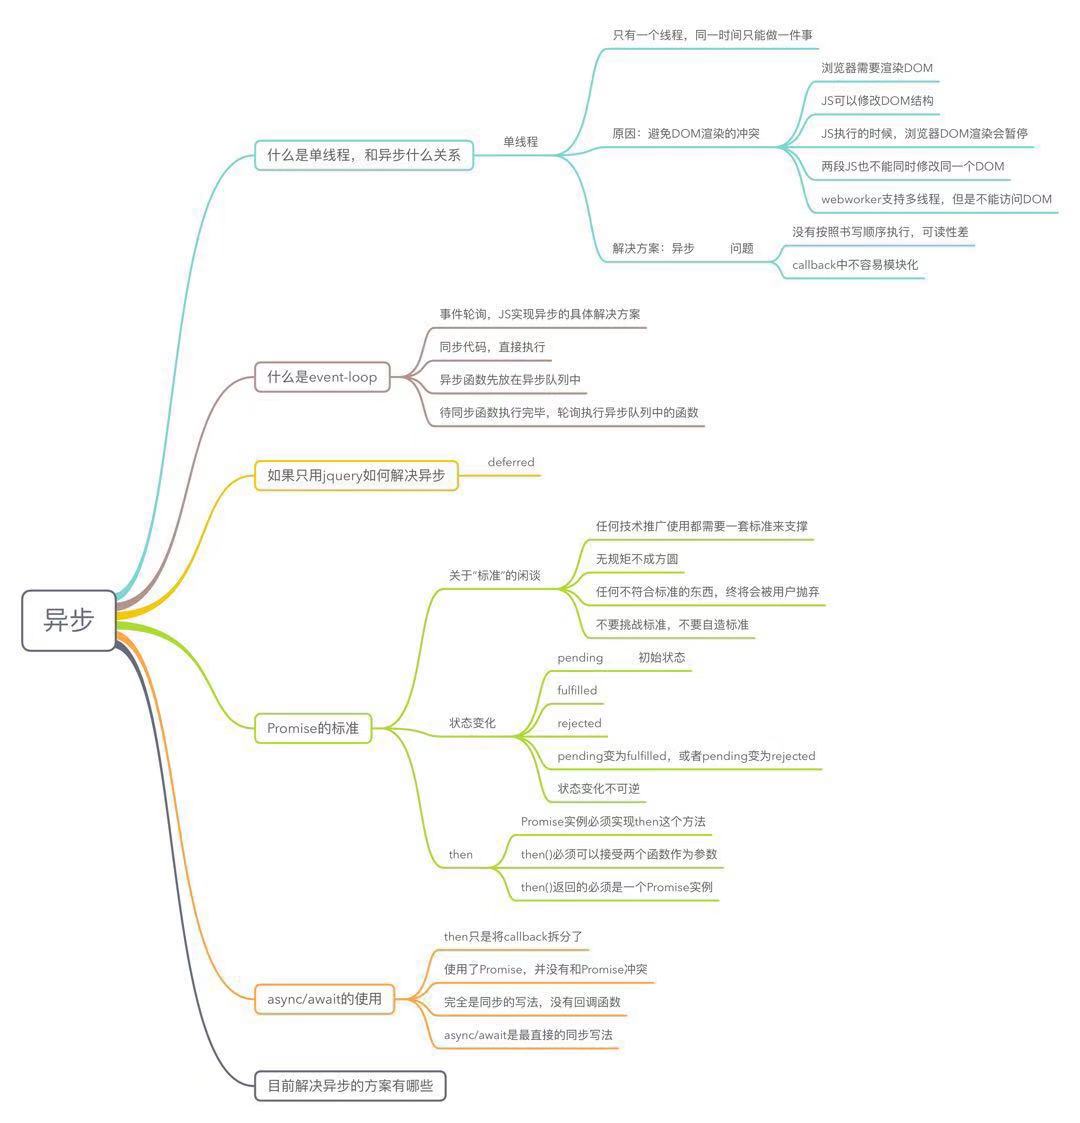 异步
什么是单线程，和异步什么关系
单线程
只有一个线程，同一时间只能做一件事
原因：避免DOM渲染的冲突
浏览器需要渲染DOM
JS可以修改DOM结构
JS执行的时候，浏览器DOM渲染会暂停
两段JS也不能同时修改同一个DOM
webworker支持多线程，但是不能访问DOM
解决方案：异步
问题
没有按照书写顺序执行，可读性差
callback中不容易模块化
什么是event-loop
事件轮询，JS实现异步的具体解决方案
同步代码，直接执行
异步函数先放在异步队列中
待同步函数执行完毕，轮询执行异步队列中的函数
如果只用jquery如何解决异步
deferred
Promise的标准
关于“标准”的闲谈
任何技术推广使用都需要一套标准来支撑
无规矩不成方圆
任何不符合标准的东西，终将会被用户抛弃
不要挑战标准，不要自造标准
状态变化
pending
初始状态
fulfilled
rejected
pending变为fulfilled，或者pending变为rejected
状态变化不可逆
then
Promise实例必须实现then这个方法
then()必须可以接受两个函数作为参数
then()返回的必须是一个Promise实例
async/await的使用
then只是将callback拆分了
使用了Promise，并没有和Promise冲突
完全是同步的写法，没有回调函数
async/await是最直接的同步写法
目前解决异步的方案有哪些